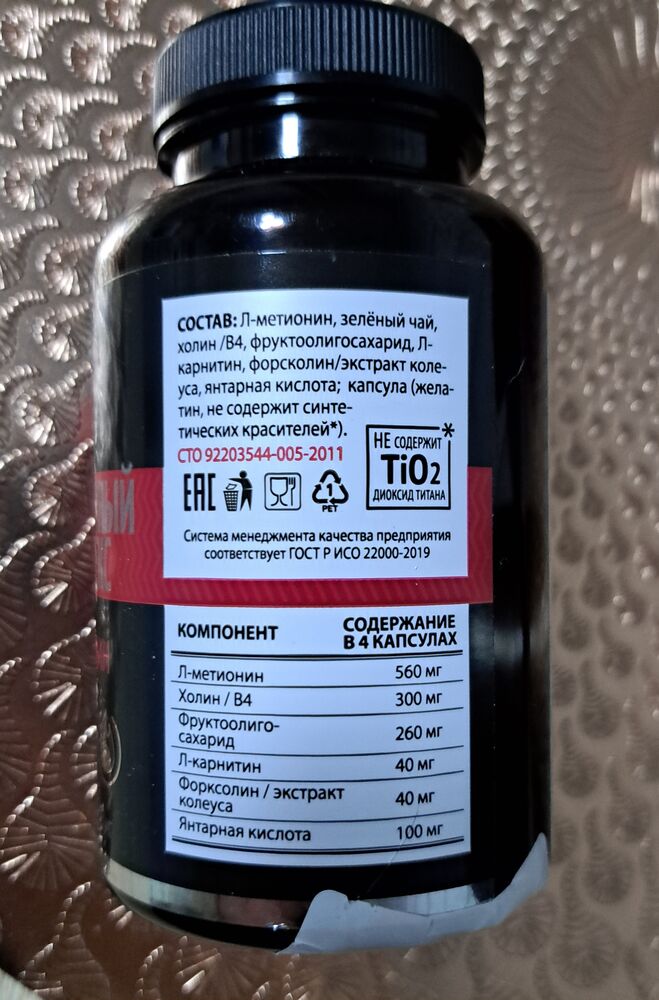 СОСТАВ: Л-метионин, зелёный чай,
холин /В4, фруктоолигосахарид, Л-
карнитин, форсколин/экстракт коле-
уса, янтарная кислота; капсула (жела-
тин, не содержит синте-
тических красителей*).
СТО 92203544-005-2011
НЕ СОДЕРЖИТ *
TiO2
ДИОКСИД ТИТАНА
ЕАС
1
PET
Система менеджмента качества предприятия
соответствует ГОСТ Р ИСО 22000-2019
КОМПОНЕНТ СОДЕРЖАНИЕ
В 4 КАПСУЛАХ
Л-метионин 560 мг
Холин / В4 300 мг
Фруктоолиго-
сахарид 260 мг
Л-карнитин 40 мг
Форксолин / экстракт
колеуса 40 мг
Янтарная кислота 100 мг